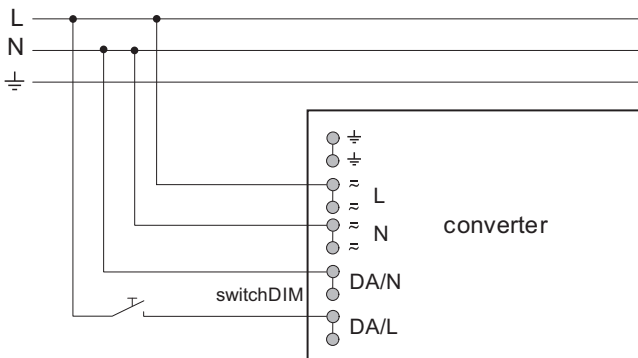 L
N
L
N
converter
DA/N
switchDIM
DA/L